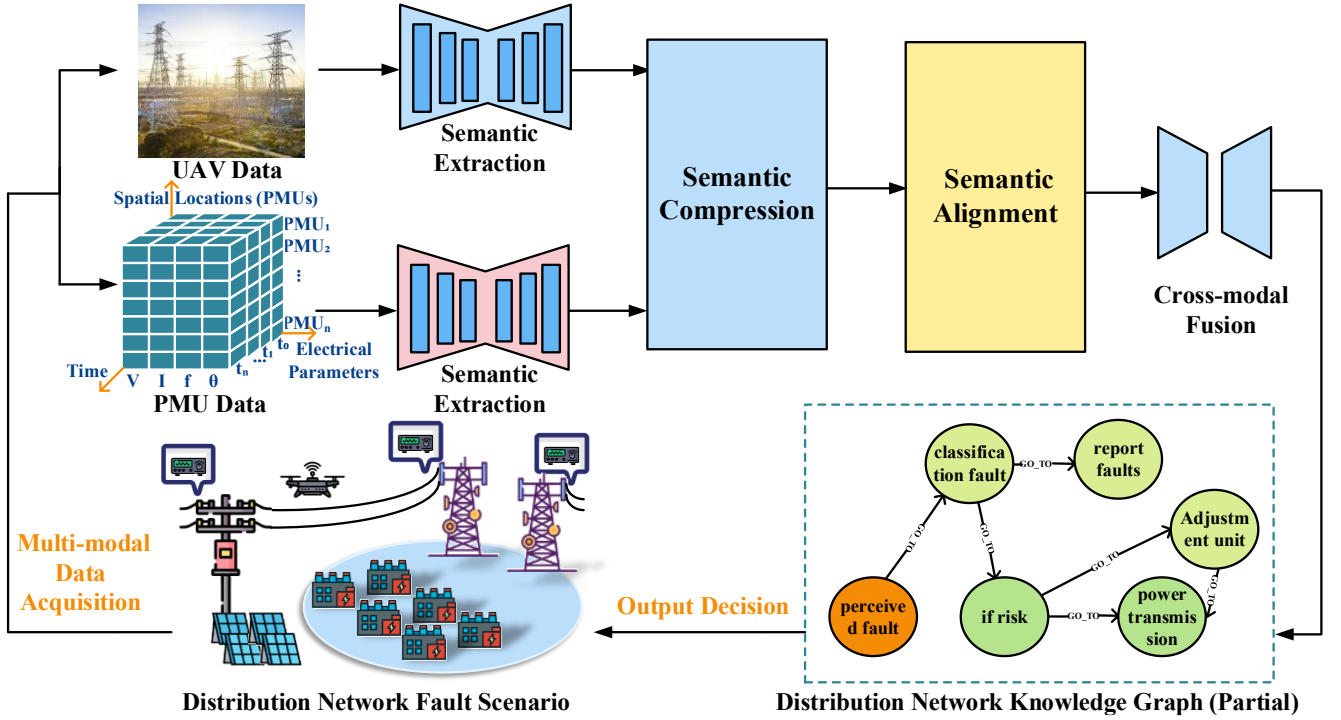 UAV Data
Spatial Locations (PMUs)
PMU₁
PMU₂
⋮
PMUₙ
t₀
t₁
...
tₙ
Electrical
Parameters
Time
V I f θ
PMU Data
Semantic
Extraction
Semantic
Extraction
Semantic
Compression
Semantic
Alignment
Cross-modal
Fusion
Multi-modal
Data
Acquisition
Distribution Network Fault Scenario
Output Decision
classifica
tion fault
GO_TO
report
faults
GO_TO
GO_TO
Adjustm
ent unit
GO_TO
GO_TO
perceive
d fault
if risk
GO_TO
power
transmis
sion
Distribution Network Knowledge Graph (Partial)